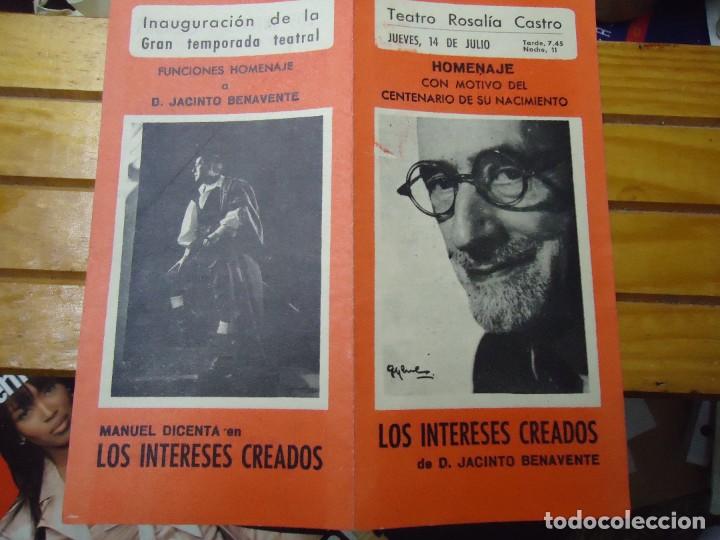 Inauguración de la
Gran temporada teatral
FUNCIONES HOMENAJE
a
D. JACINTO BENAVENTE
MANUEL DICENTA en
LOS INTERESES CREADOS
Teatro Rosalía Castro
JUEVES, 14 DE JULIO
Tarde, 7.45
Noche, 11
HOMENAJE
CON MOTIVO DEL
CENTENARIO DE SU NACIMIENTO
LOS INTERESES CREADOS
de D. JACINTO BENAVENTE
todocoleccion.net